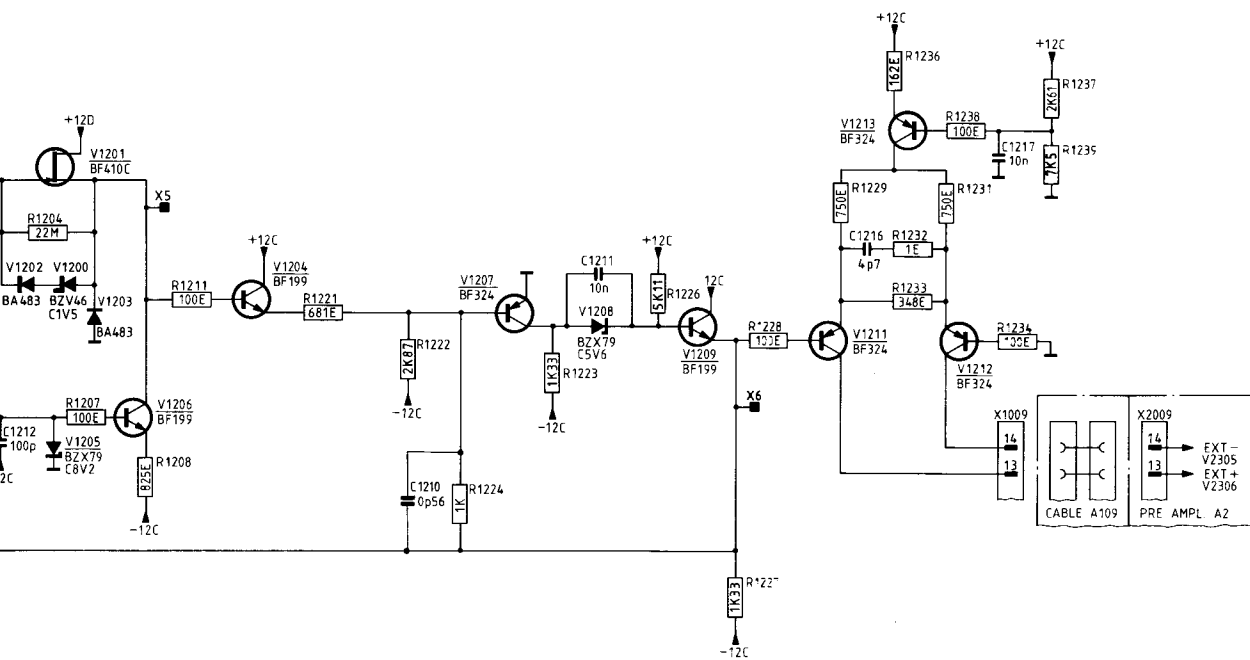 +12C
R1236
162E
+12C
R1237
2K61
V1213
BF324
R1238
100E
C1217
10n
R1239
7K5
+12D
V1201
BF410C
X5
R1204
22M
V1202
BA483
V1200
BZV46
C1V5
V1203
BA483
R1211
100E
+12C
V1204
BF199
R1221
681E
R1222
2K87
-12C
V1207
BF324
C1211
10n
V1208
BZX79
C5V6
R1223
1K33
-12C
+12C
R1226
5K11
12C
V1209
BF199
R1228
X6
R1229
750E
R1231
750E
C1216
4p7
R1232
1E
R1233
348E
V1211
BF324
V1212
BF324
R1234
C1212
100p
R1207
100E
V1206
BF199
V1205
BZX79
C8V2
R1208
825E
-12C
C1210
0p56
R1224
1K
1K33
-12C
X1009
14
13
CABLE A109
X2009
14
13
EXT-
V2305
EXT+
V2306
PRE AMPL. A2